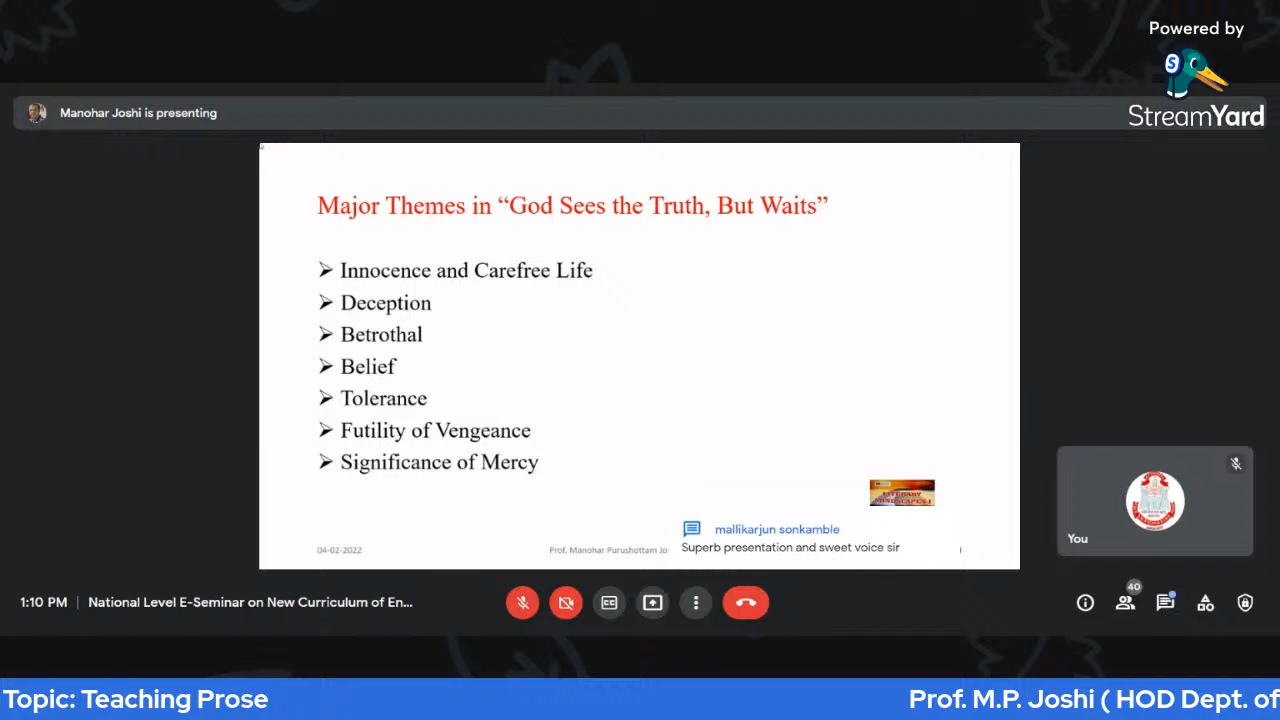 Powered by
StreamYard
Manohar Joshi is presenting
Major Themes in “God Sees the Truth, But Waits”
➢ Innocence and Carefree Life
➢ Deception
➢ Betrothal
➢ Belief
➢ Tolerance
➢ Futility of Vengeance
➢ Significance of Mercy
LITERARY
MINDSCAPES-I
mallikarjun sonkamble
Superb presentation and sweet voice sir
04-02-2022
Prof. Manohar Purushottam Jo
You
1:10 PM | National Level E-Seminar on New Curriculum of En...
40
Topic: Teaching Prose
Prof. M.P. Joshi ( HOD Dept. of